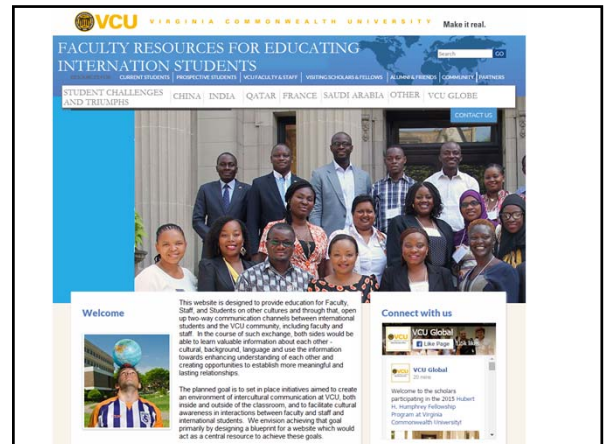 VCU VIRGINIA COMMONWEALTH UNIVERSITY Make it real.
FACULTY RESOURCES FOR EDUCATING
INTERNATION STUDENTS
Search GO
CURRENT STUDENTS PROSPECTIVE STUDENTS VCU FACULTY & STAFF VISITING SCHOLARS & FELLOWS ALUMNI & FRIENDS COMMUNITY PARTNERS
STUDENT CHALLENGES
AND TRIUMPHS
CHINA INDIA QATAR FRANCE SAUDI ARABIA OTHER VCU GLOBE
CONTACT US
Welcome
This website is designed to provide education for Faculty,
Staff, and Students on other cultures and through that, open
up two-way communication channels between international
students and the VCU community, including faculty and
staff. In the course of such exchange, both sides would be
able to learn valuable information about each other -
cultural, background, language and use the information
towards enhancing understanding of each other and
creating opportunities to establish more meaningful and
lasting relationships.
The planned goal is to set in place initiatives aimed to create
an environment of intercultural communication at VCU, both
inside and outside of the classroom, and to facilitate cultural
awareness in interactions between faculty and staff and
international students. We envision achieving that goal
primarily by designing a blueprint for a website which would
act as a central resource to achieve these goals.
Connect with us
VCU Global
Like Page
VCU Global
20 mins
Welcome to the scholars
participating in the 2015 Hubert
H. Humphrey Fellowship
Program at Virginia
Commonwealth University!